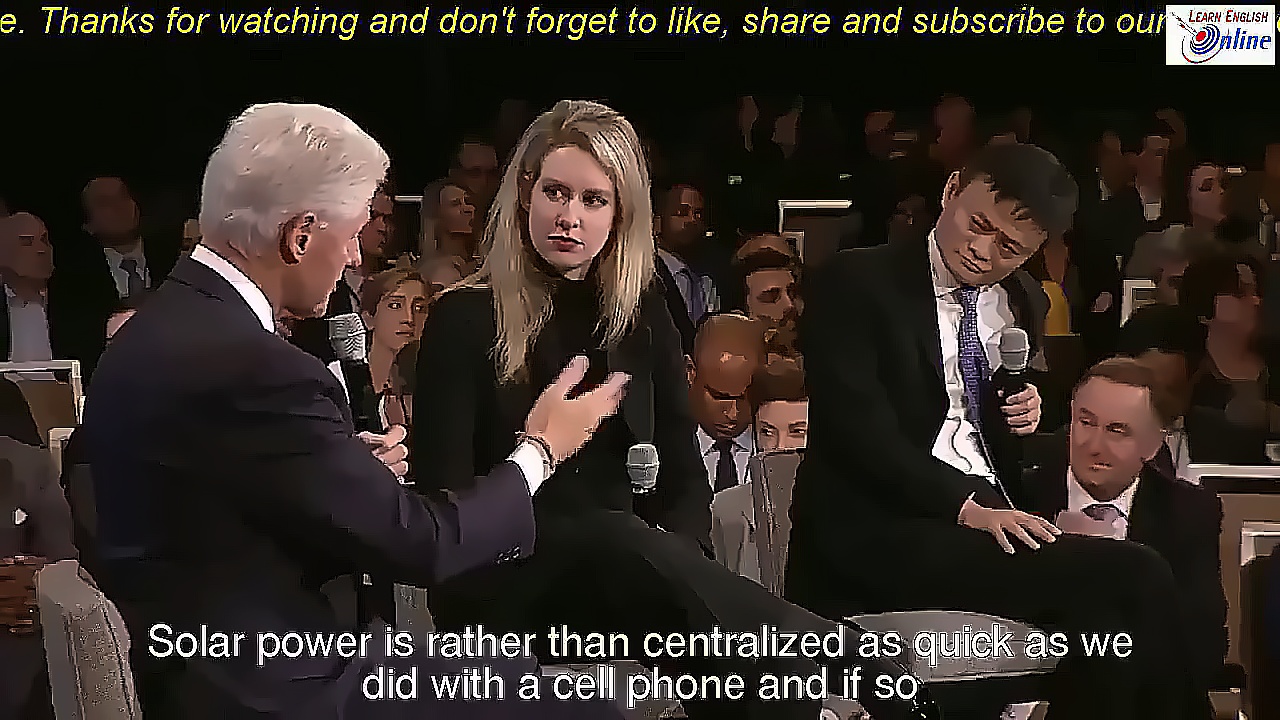 e. Thanks for watching and don't forget to like, share and subscribe to our
LEARN ENGLISH
Online
Solar power is rather than centralized as quick as we
did with a cell phone and if so